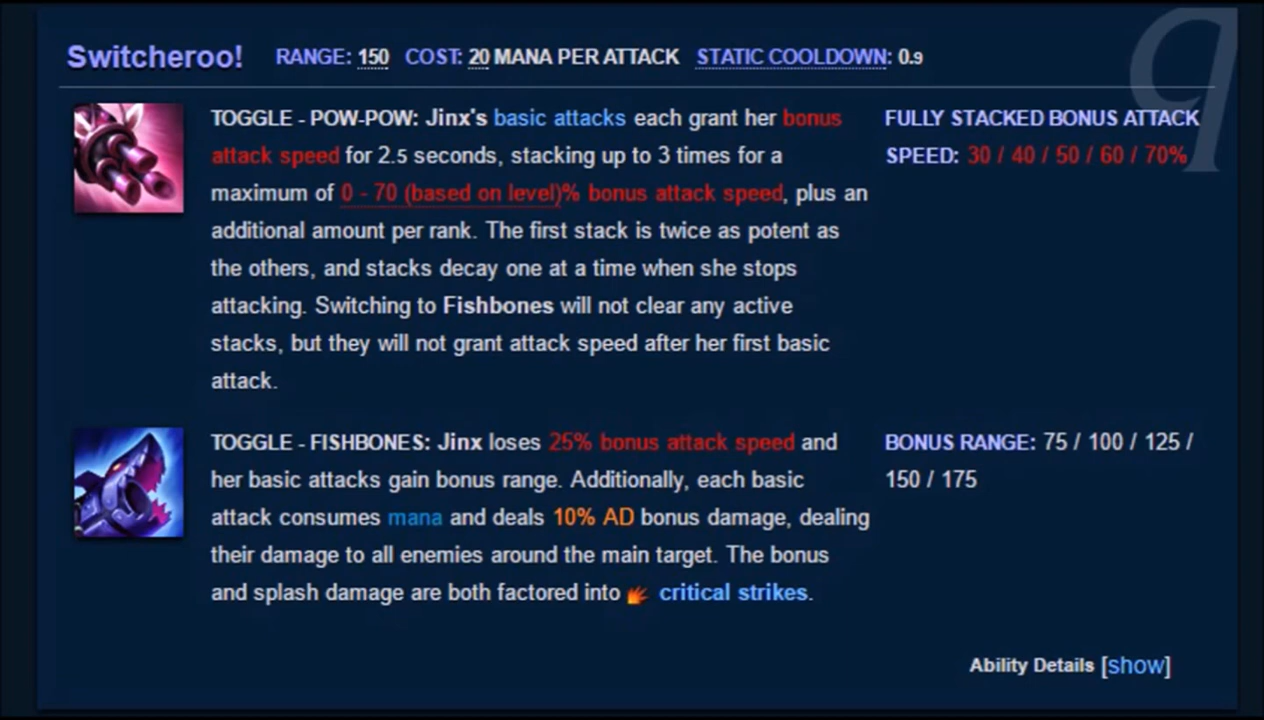 Switcheroo! RANGE: 150 COST: 20 MANA PER ATTACK STATIC COOLDOWN: 0.9
q
TOGGLE - POW-POW: Jinx's basic attacks each grant her bonus
attack speed for 2.5 seconds, stacking up to 3 times for a
maximum of 0 - 70 (based on level)% bonus attack speed, plus an
additional amount per rank. The first stack is twice as potent as
the others, and stacks decay one at a time when she stops
attacking. Switching to Fishbones will not clear any active
stacks, but they will not grant attack speed after her first basic
attack.
FULLY STACKED BONUS ATTACK
SPEED: 30 / 40 / 50 / 60 / 70%
TOGGLE - FISHBONES: Jinx loses 25% bonus attack speed and
her basic attacks gain bonus range. Additionally, each basic
attack consumes mana and deals 10% AD bonus damage, dealing
their damage to all enemies around the main target. The bonus
and splash damage are both factored into critical strikes.
BONUS RANGE: 75 / 100 / 125 /
150 / 175
Ability Details [show]